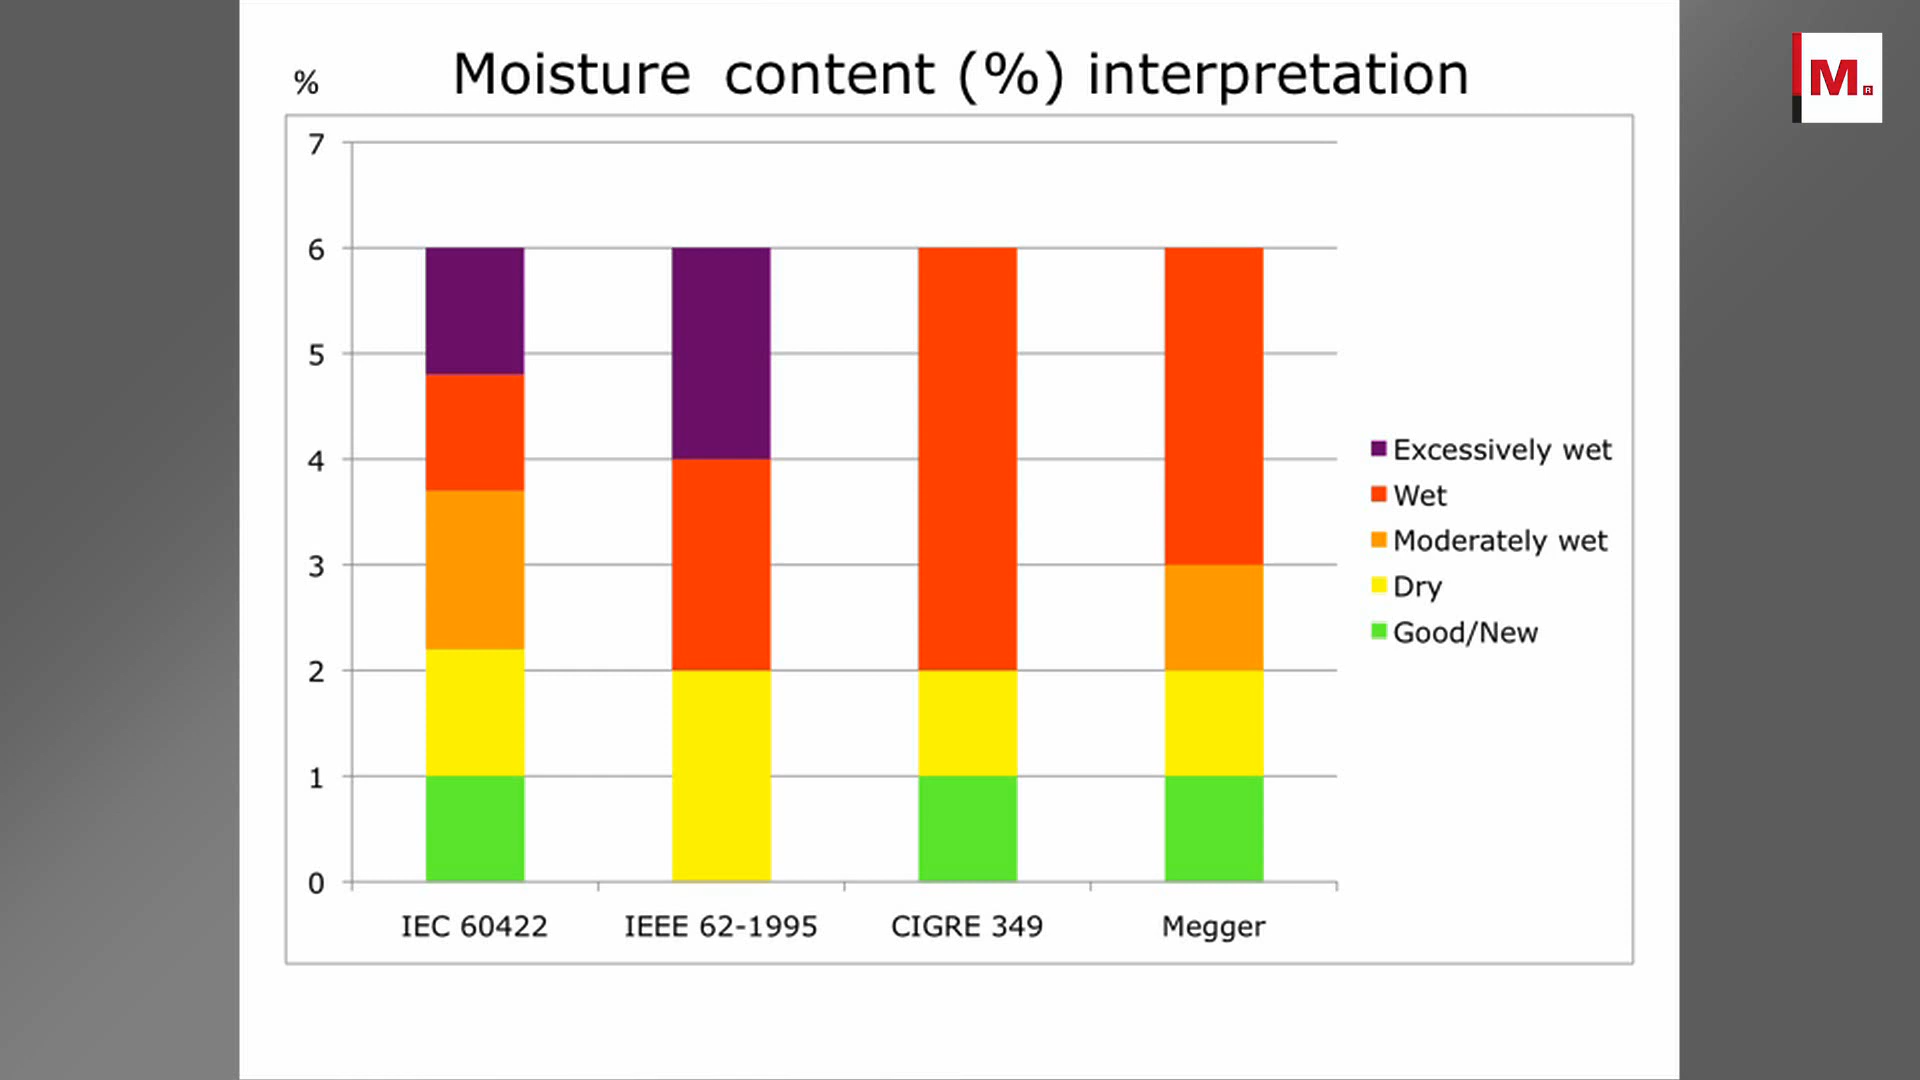 % Moisture content (%) interpretation
M.
7
6
5
4
3
2
1
0
Excessively wet
Wet
Moderately wet
Dry
Good/New
IEC 60422 IEEE 62-1995 CIGRE 349 Megger